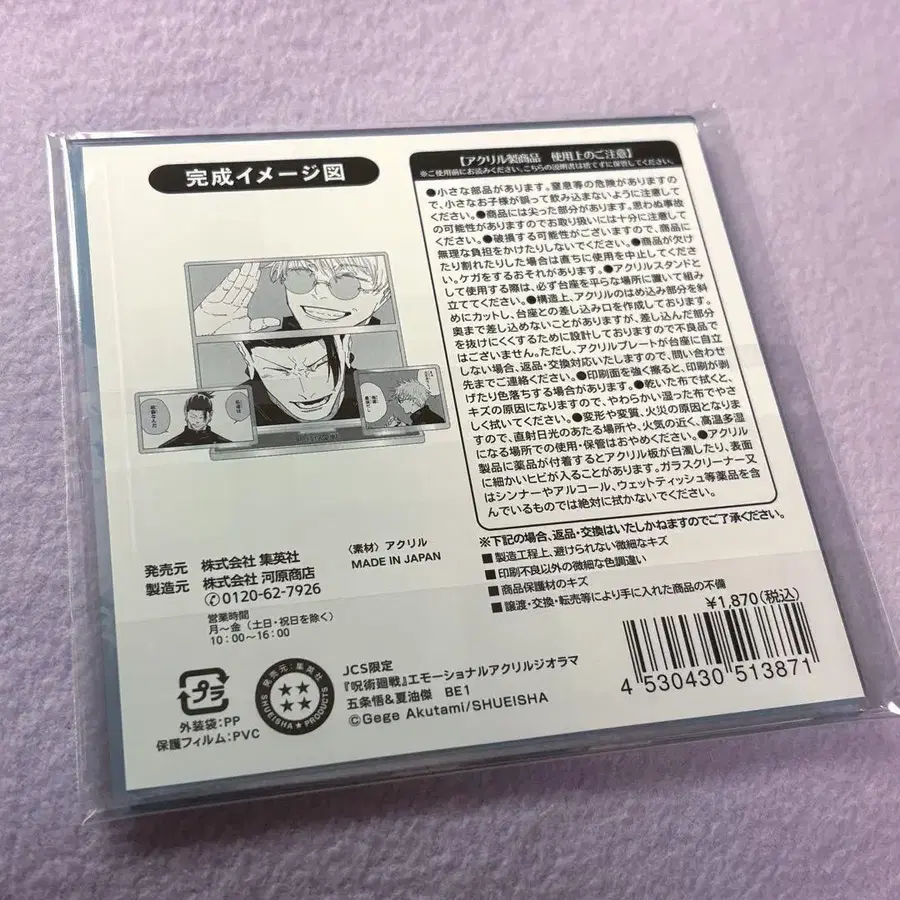 完成イメージ図
【アクリル製商品　使用上のご注意】
※ご使用前にお読みください。こちらの説明書は捨てずに保管してください。
●小さな部品があります。窒息等の危険がありますの
で、小さなお子様が誤って飲み込まないように注意して
ください。●商品には尖った部分があります。思わぬ事故
の可能性がありますのでお取り扱いには十分に注意して
ください。●破損する可能性がございますので、商品に
無理な負担をかけたりしないでください。●商品が欠け
たり割れたりした場合は直ちに使用を中止してくださ
い。ケガをするおそれがあります。●アクリルスタンドと
して使用する際は、必ず台座を平らな場所に置いて組み
立ててください。●構造上、アクリルのはめ込み部分を斜
めにカットし、台座との差し込み口を作成しております。
奥まで差し込めないことがありますが、差し込んだ部分
を抜けにくくするために設計しておりますので不良品で
はございません。ただし、アクリルプレートが台座に自立
しない場合、返品・交換対応いたしますので、問い合わせ
先までご連絡ください。●印刷面を強く擦ると、印刷が剥
げたり色落ちする場合があります。●乾いた布で拭くと、
キズの原因になりますので、やわらかい湿った布でやさ
しく拭いてください。●変形や変質、火災の原因となりま
すので、直射日光のあたる場所や、火気の近く、高温多湿
になる場所での使用・保管はおやめください。●アクリル
製品に薬品が付着するとアクリル板が白濁したり、表面
に細かいヒビが入ることがあります。ガラスクリーナー又
はシンナーやアルコール、ウェットティッシュ等薬品を含
んでいるものでは絶対に拭かないでください。
※下記の場合、返品・交換はいたしかねますのでご了承ください。
■製造工程上、避けられない微細なキズ
■印刷不良以外の微細な色調違い
■商品保護材のキズ
■譲渡・交換・転売等により手に入れた商品の不備
¥1,870(税込)
4 530430 513871
発売元　株式会社 集英社
製造元　株式会社 河原商店
✆0120-62-7926
営業時間
月〜金（土日・祝日を除く）
10：00〜16：00
〈素材〉アクリル
MADE IN JAPAN
プラ
外装袋：PP
保護フィルム：PVC
発売元：集英社
SHUEISHA★PRODUCTS
JCS限定
『呪術廻戦』エモーショナルアクリルジオラマ
五条悟&夏油傑　BE1
©Gege Akutami/SHUEISHA